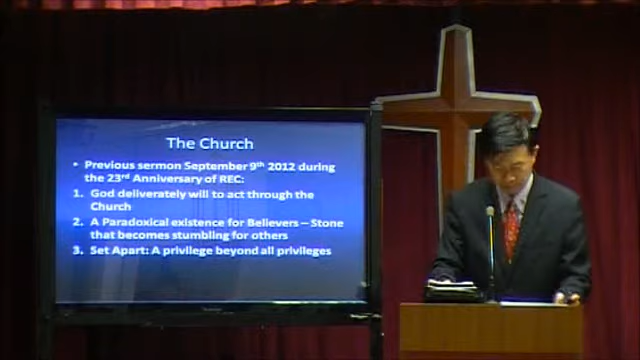 The Church
• Previous sermon September 9th 2012 during
the 23rd Anniversary of REC:
1. God deliverately will to act through the
Church
2. A Paradoxical existence for Believers – Stone
that becomes stumbling for others
3. Set Apart: A privilege beyond all privileges